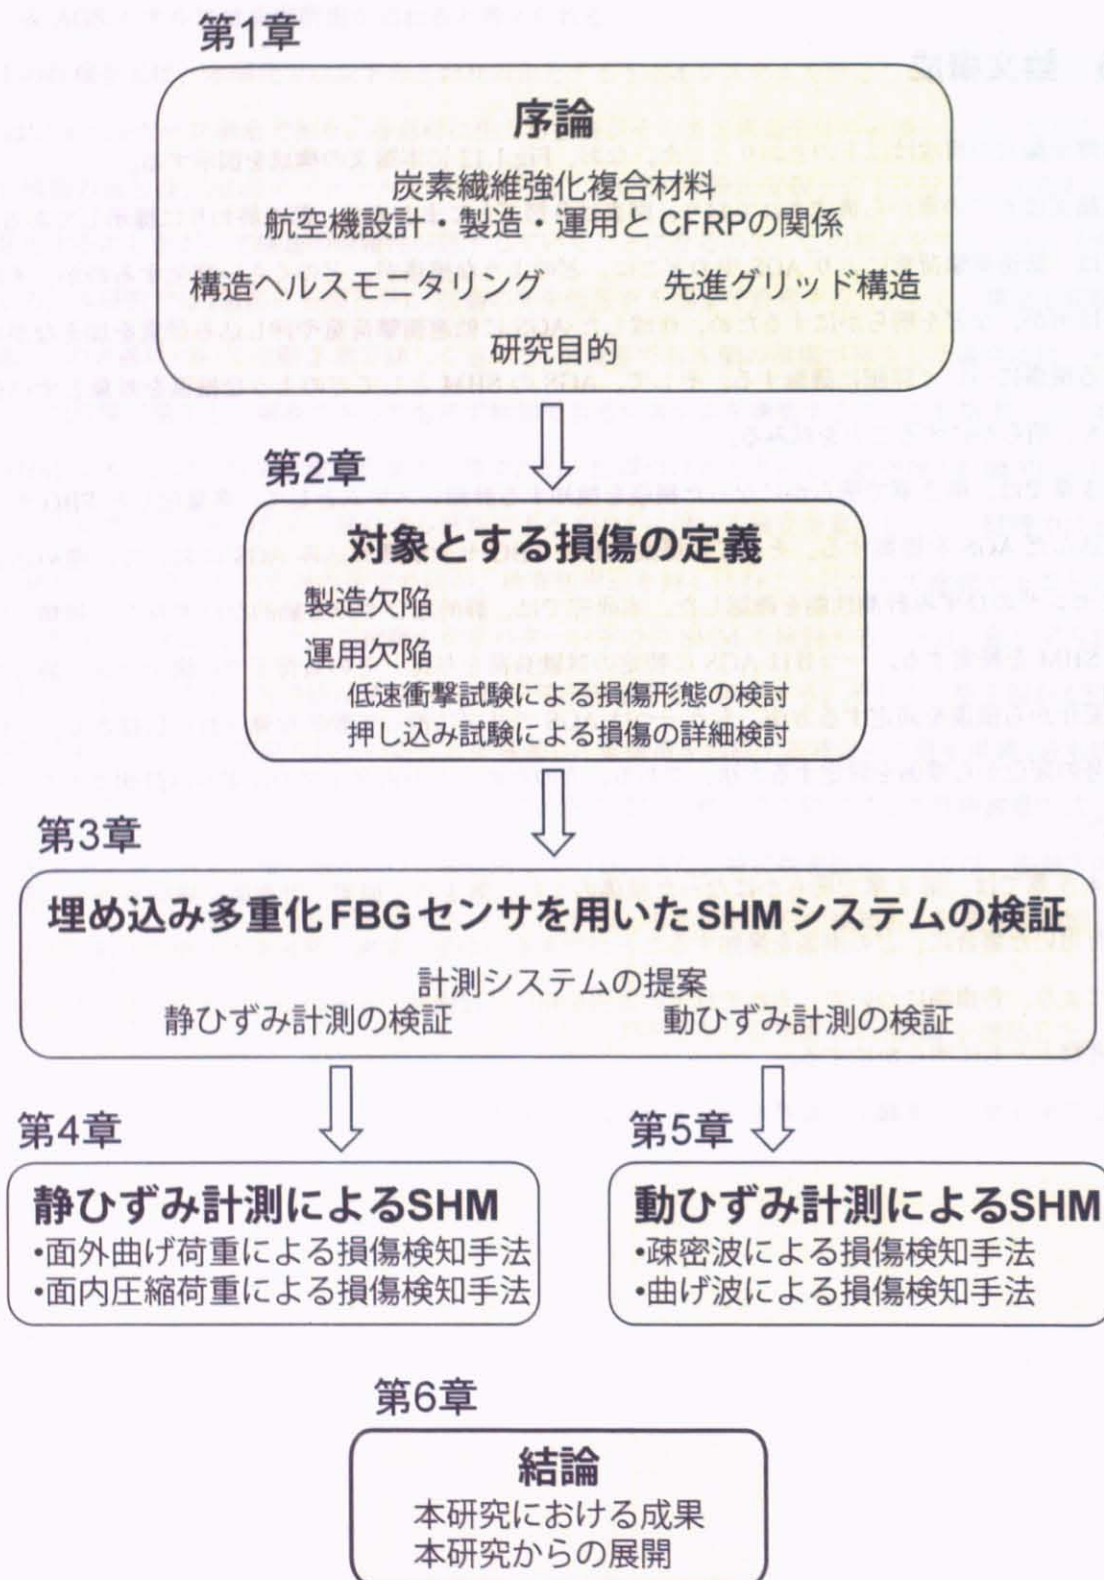 第1章
序論
炭素繊維強化複合材料
航空機設計・製造・運用とCFRPの関係
構造ヘルスモニタリング 先進グリッド構造
研究目的
第2章
対象とする損傷の定義
製造欠陥
運用欠陥
低速衝撃試験による損傷形態の検討
押し込み試験による損傷の詳細検討
第3章
埋め込み多重化FBGセンサを用いたSHMシステムの検証
計測システムの提案
静ひずみ計測の検証 動ひずみ計測の検証
第4章
静ひずみ計測によるSHM
•面外曲げ荷重による損傷検知手法
•面内圧縮荷重による損傷検知手法
第5章
動ひずみ計測によるSHM
•疎密波による損傷検知手法
•曲げ波による損傷検知手法
第6章
結論
本研究における成果
本研究からの展開